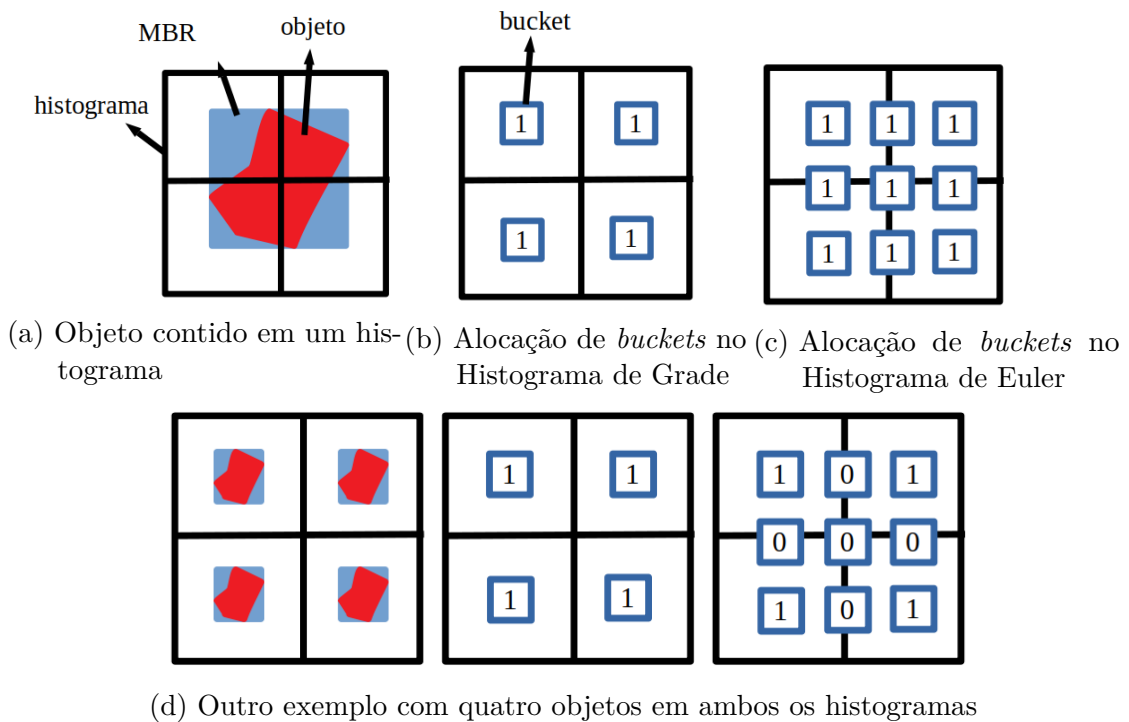 MBR
objeto
histograma
bucket
1 1
1 1
1 1 1
1 1 1
1 1 1
(a) Objeto contido em um his-
tograma
(b) Alocação de buckets no
Histograma de Grade
(c) Alocação de buckets no
Histograma de Euler
1 1
1 1
1 0 1
0 0 0
1 0 1
(d) Outro exemplo com quatro objetos em ambos os histogramas